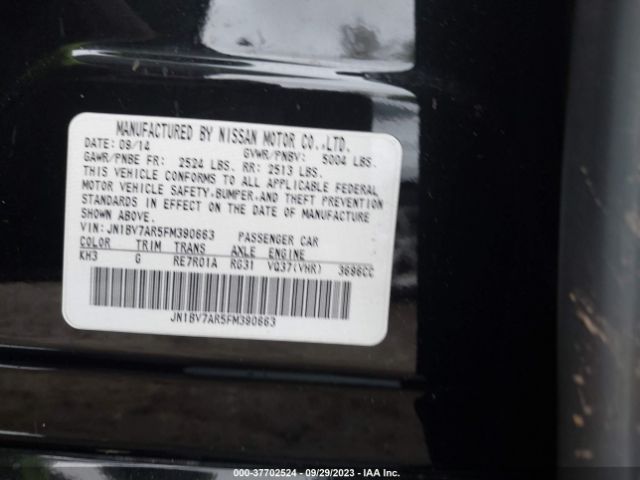 MANUFACTURED BY NISSAN MOTOR CO.,LTD.
DATE: 09/14 GVWR/PNBV: 5004 LBS.
GAWR/PNBE FR: 2524 LBS. RR: 2513 LBS.
THIS VEHICLE CONFORMS TO ALL APPLICABLE FEDERAL
MOTOR VEHICLE SAFETY,BUMPER,AND THEFT PREVENTION
STANDARDS IN EFFECT ON THE DATE OF MANUFACTURE
SHOWN ABOVE.
VIN: JN1BV7AR5FM390663 PASSENGER CAR
COLOR TRIM TRANS AXLE ENGINE
KH3 G RE7R01A RG31 VQ37(VHR) 3696CC
JN1BV7AR5FM390663
000-37702524 - 09/29/2023 - IAA Inc.